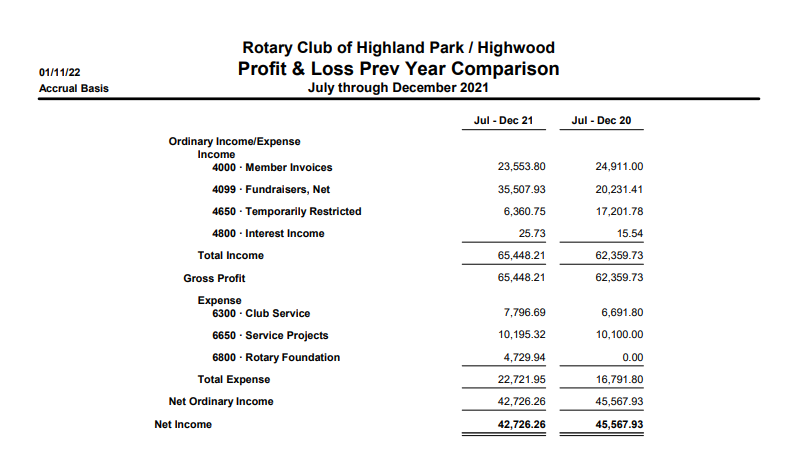 Rotary Club of Highland Park / Highwood
01/11/22 Profit & Loss Prev Year Comparison
Accrual Basis July through December 2021
Jul - Dec 21 Jul - Dec 20
Ordinary Income/Expense
Income
4000 · Member Invoices 23,553.80 24,911.00
4099 · Fundraisers, Net 35,507.93 20,231.41
4650 · Temporarily Restricted 6,360.75 17,201.78
4800 · Interest Income 25.73 15.54
Total Income 65,448.21 62,359.73
Gross Profit 65,448.21 62,359.73
Expense
6300 · Club Service 7,796.69 6,691.80
6650 · Service Projects 10,195.32 10,100.00
6800 · Rotary Foundation 4,729.94 0.00
Total Expense 22,721.95 16,791.80
Net Ordinary Income 42,726.26 45,567.93
Net Income 42,726.26 45,567.93